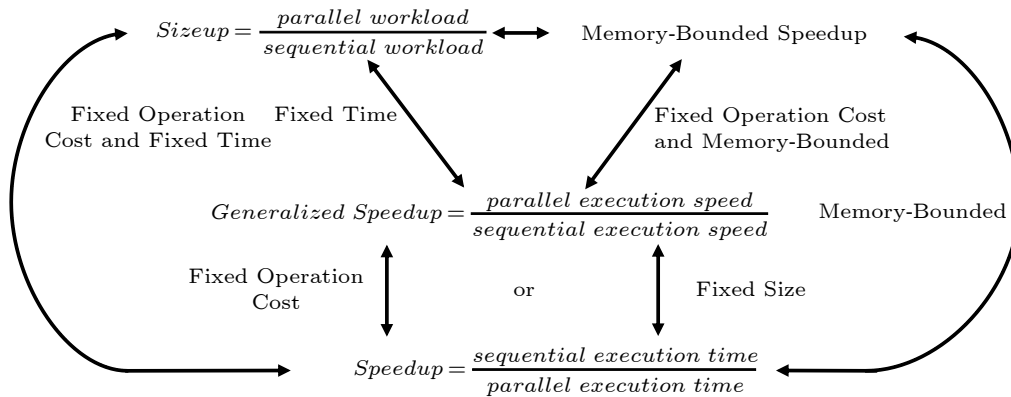 Sizeup = parallel workload / sequential workload
Memory-Bounded Speedup
Fixed Operation
Cost and Fixed Time
Fixed Time
Fixed Operation Cost
and Memory-Bounded
Generalized Speedup = parallel execution speed / sequential execution speed
Memory-Bounded
Fixed Operation
Cost
or
Fixed Size
Speedup = sequential execution time / parallel execution time